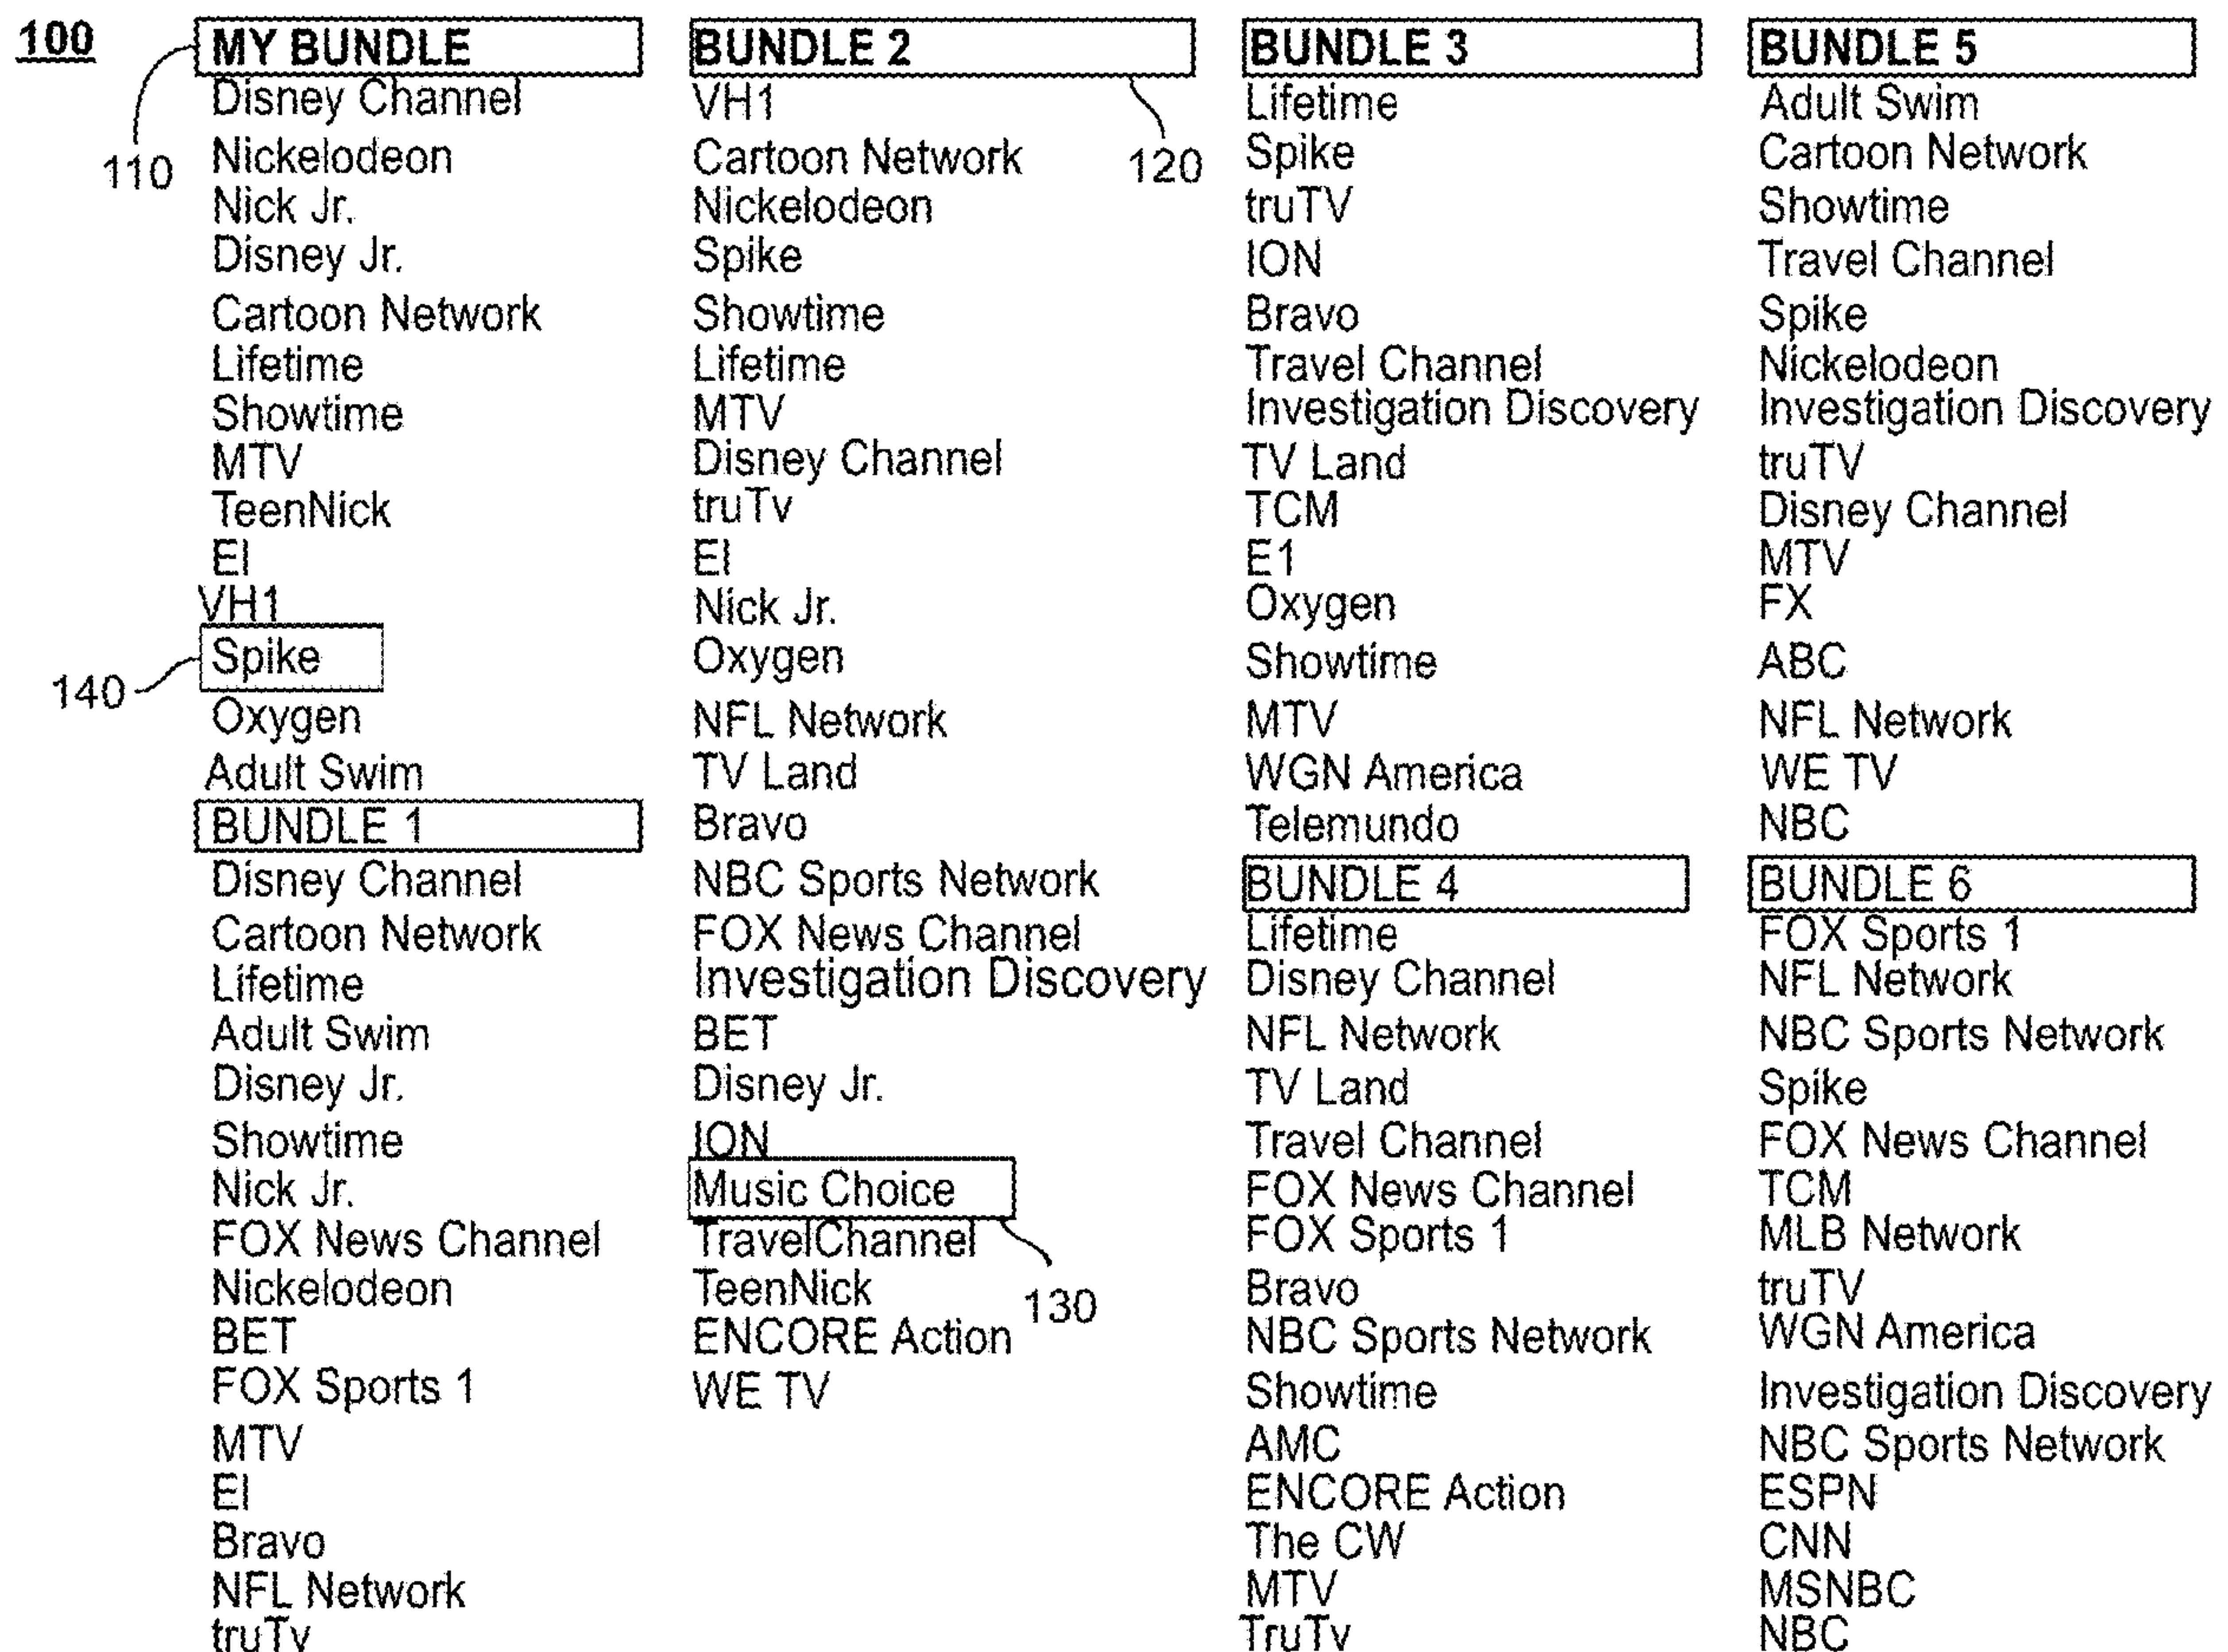 100
MY BUNDLE
110
Disney Channel
Nickelodeon
Nick Jr.
Disney Jr.
Cartoon Network
Lifetime
Showtime
MTV
TeenNick
E!
VH1
Spike
140
Oxygen
Adult Swim
BUNDLE 1
Disney Channel
Cartoon Network
Lifetime
Adult Swim
Disney Jr.
Showtime
Nick Jr.
FOX News Channel
Nickelodeon
BET
FOX Sports 1
MTV
E!
Bravo
NFL Network
truTv
BUNDLE 2
120
VH1
Cartoon Network
Nickelodeon
Spike
Showtime
Lifetime
MTV
Disney Channel
truTv
E!
Nick Jr.
Oxygen
NFL Network
TV Land
Bravo
NBC Sports Network
FOX News Channel
Investigation Discovery
BET
Disney Jr.
ION
Music Choice
130
TravelChannel
TeenNick
ENCORE Action
WE TV
BUNDLE 3
Lifetime
Spike
truTV
ION
Bravo
Travel Channel
Investigation Discovery
TV Land
TCM
E1
Oxygen
Showtime
MTV
WGN America
Telemundo
BUNDLE 4
Lifetime
Disney Channel
NFL Network
TV Land
Travel Channel
FOX News Channel
FOX Sports 1
Bravo
NBC Sports Network
Showtime
AMC
ENCORE Action
The CW
MTV
TruTv
BUNDLE 5
Adult Swim
Cartoon Network
Showtime
Travel Channel
Spike
Nickelodeon
Investigation Discovery
truTV
Disney Channel
MTV
FX
ABC
NFL Network
WE TV
NBC
BUNDLE 6
FOX Sports 1
NFL Network
NBC Sports Network
Spike
FOX News Channel
TCM
MLB Network
truTV
WGN America
Investigation Discovery
NBC Sports Network
ESPN
CNN
MSNBC
NBC